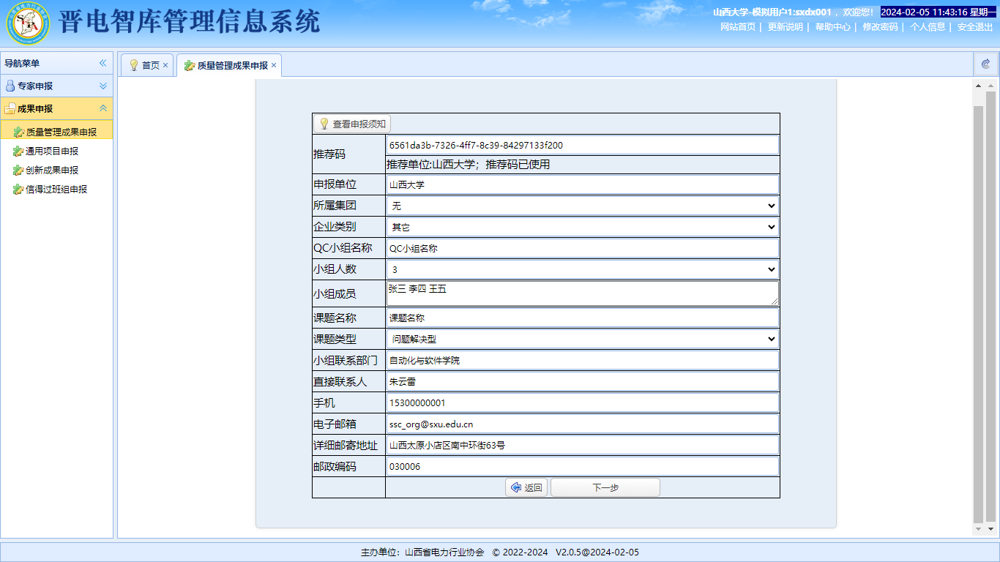 晋电智库管理信息系统
山西大学-模拟用户1:sxdx001 ，欢迎您! 2024-02-05 11:43:16 星期一
网站首页 | 更新说明 | 帮助中心 | 修改密码 | 个人信息 | 安全退出
导航菜单
专家申报
成果申报
质量管理成果申报
通用项目申报
创新成果申报
信得过班组申报
首页 ×
质量管理成果申报 ×
查看申报须知
推荐码 6561da3b-7326-4ff7-8c39-84297133f200
推荐单位:山西大学；推荐码已使用
申报单位 山西大学
所属集团 无
企业类别 其它
QC小组名称 QC小组名称
小组人数 3
小组成员 张三 李四 王五
课题名称 课题名称
课题类型 问题解决型
小组联系部门 自动化与软件学院
直接联系人 朱云雷
手机 15300000001
电子邮箱 ssc_org@sxu.edu.cn
详细邮寄地址 山西太原小店区南中环街63号
邮政编码 030006
返回 下一步
主办单位：山西省电力行业协会 © 2022-2024 V2.0.5@2024-02-05